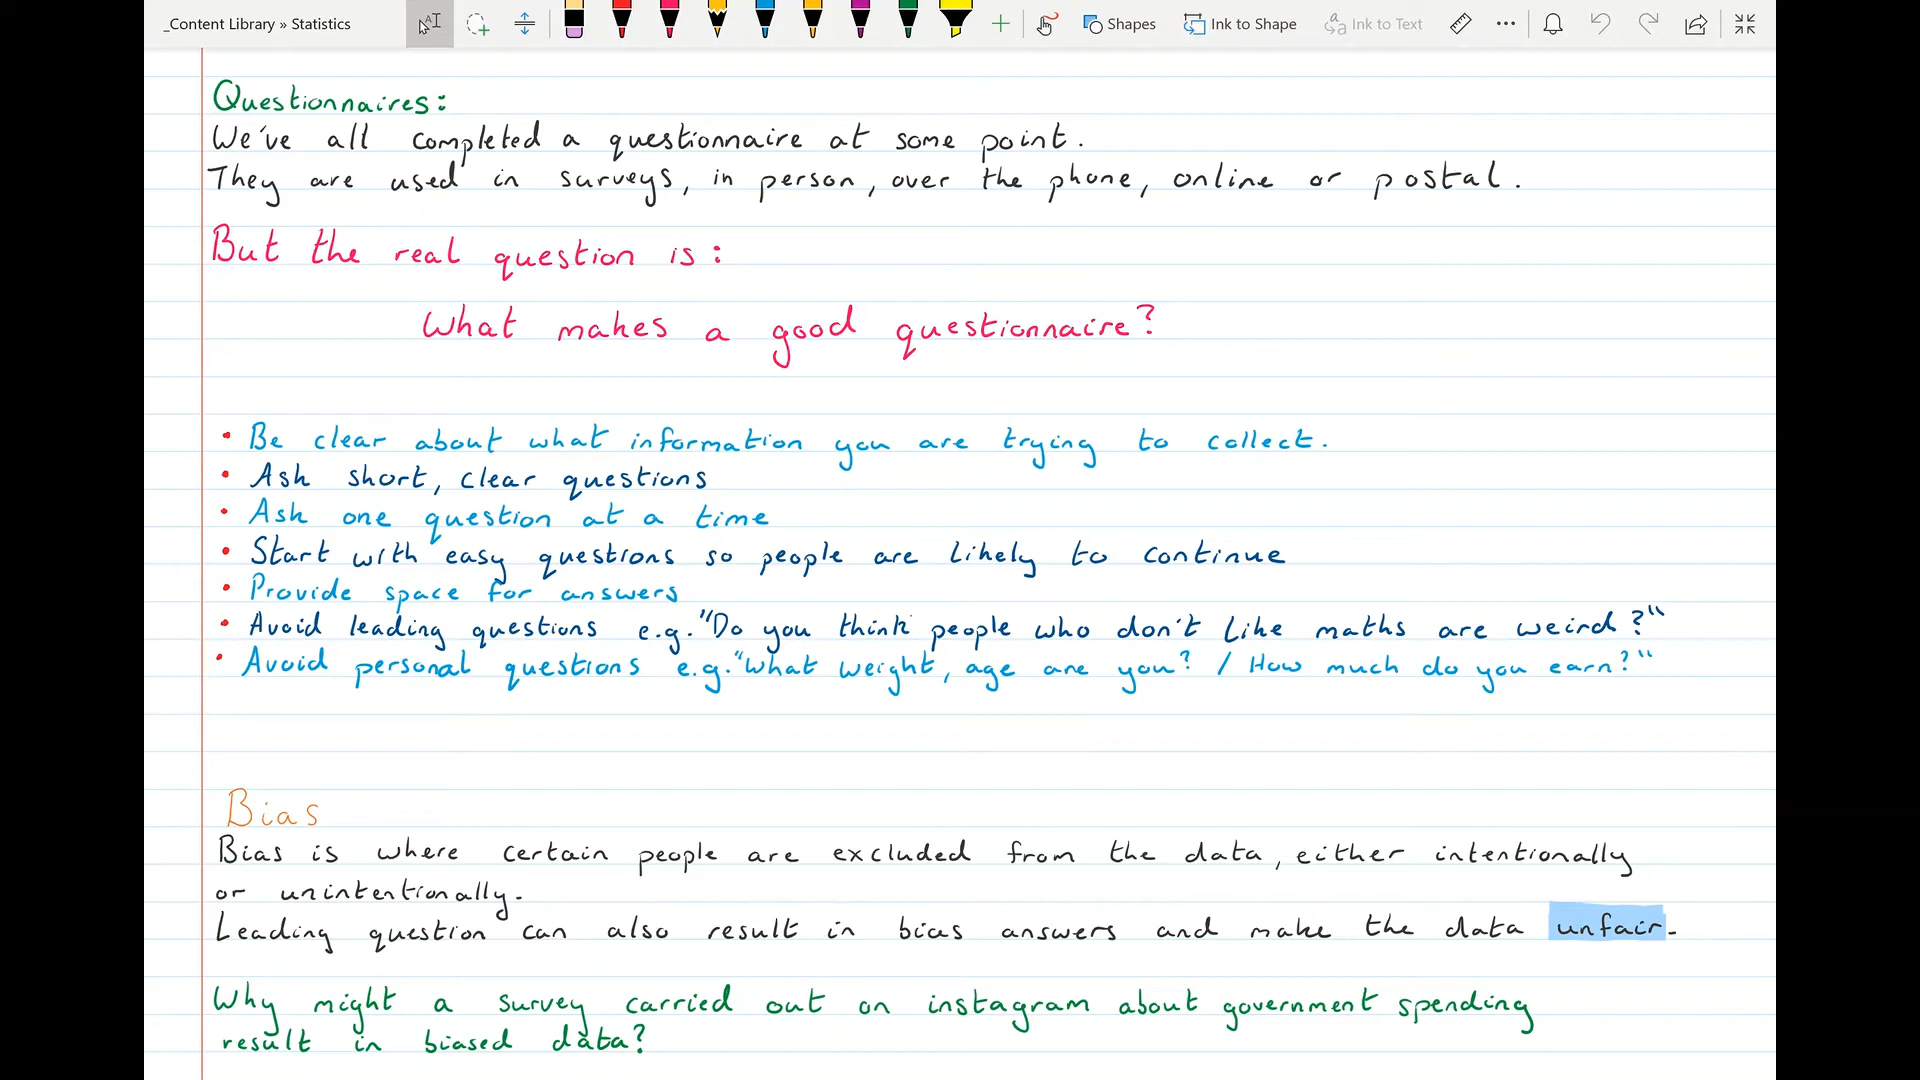 _Content Library » Statistics
Shapes
Ink to Shape
Ink to Text
Questionnaires:
We've all completed a questionnaire at some point.
They are used in surveys, in person, over the phone, online or postal.
But the real question is:
What makes a good questionnaire?
• Be clear about what information you are trying to collect.
• Ask short, clear questions
• Ask one question at a time
• Start with easy questions so people are likely to continue
• Provide space for answers
• Avoid leading questions e.g. "Do you think people who don't like maths are weird?"
• Avoid personal questions e.g. "What weight, age are you? / How much do you earn?"
Bias
Bias is where certain people are excluded from the data, either intentionally
or unintentionally.
Leading question can also result in bias answers and make the data unfair.
Why might a survey carried out on instagram about government spending
result in biased data?